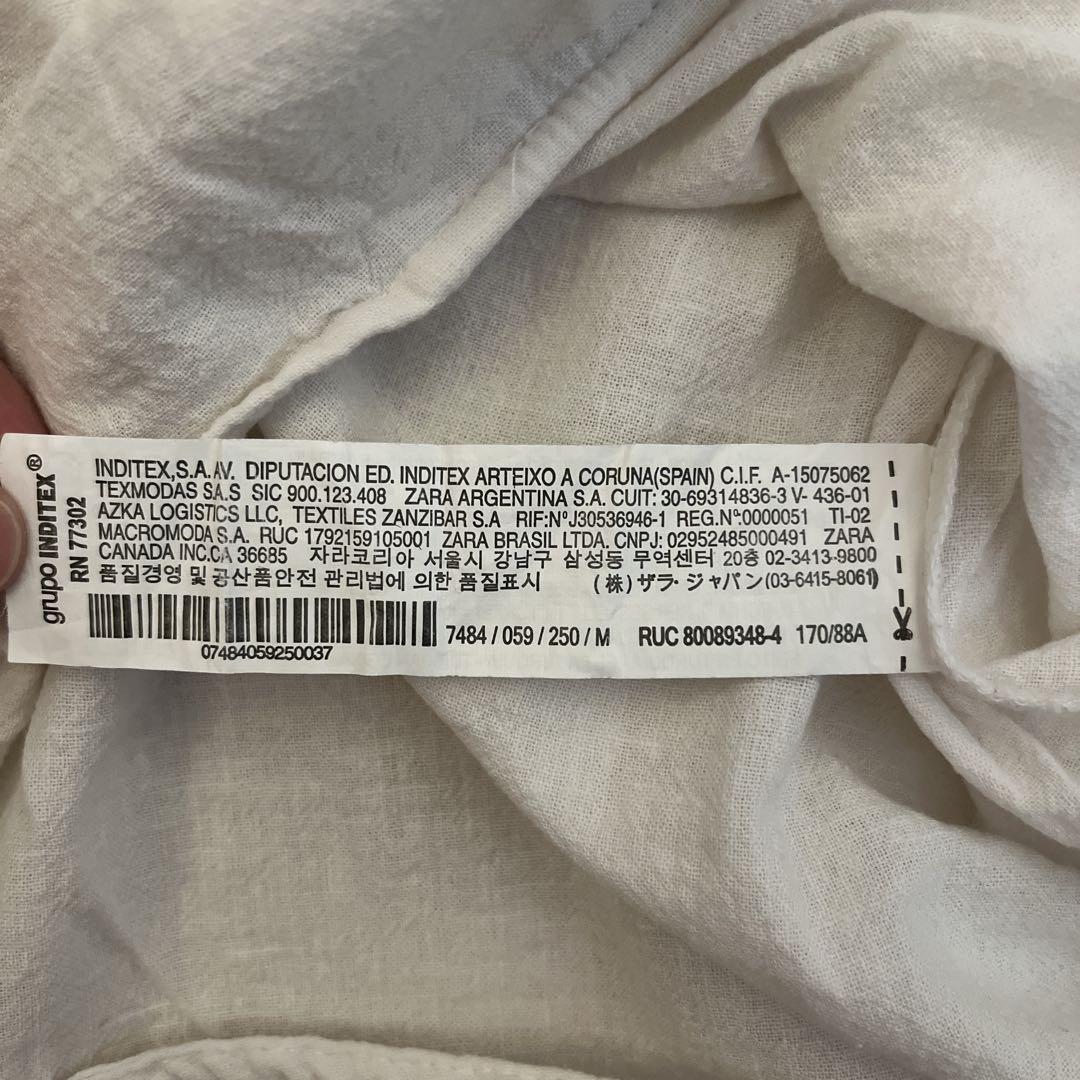 grupo INDITEX®
RN 77302
INDITEX,S.A. AV. DIPUTACION ED. INDITEX ARTEIXO A CORUNA(SPAIN) C.I.F. A-15075062
TEXMODAS S.A.S SIC 900.123.408 ZARA ARGENTINA S.A. CUIT: 30-69314836-3 V- 436-01
AZKA LOGISTICS LLC, TEXTILES ZANZIBAR S.A RIF:NºJ30536946-1 REG.Nº:0000051 TI-02
MACROMODA S.A. RUC 1792159105001 ZARA BRASIL LTDA. CNPJ: 02952485000491 ZARA
CANADA INC.CA 36685 자라코리아 서울시 강남구 삼성동 무역센터 20층 02-3413-9800
품질경영 및 공산품안전 관리법에 의한 품질표시 (株) ザラ・ジャパン(03-6415-8061)
7484 / 059 / 250 / M RUC 80089348-4 170/88A
07484059250037